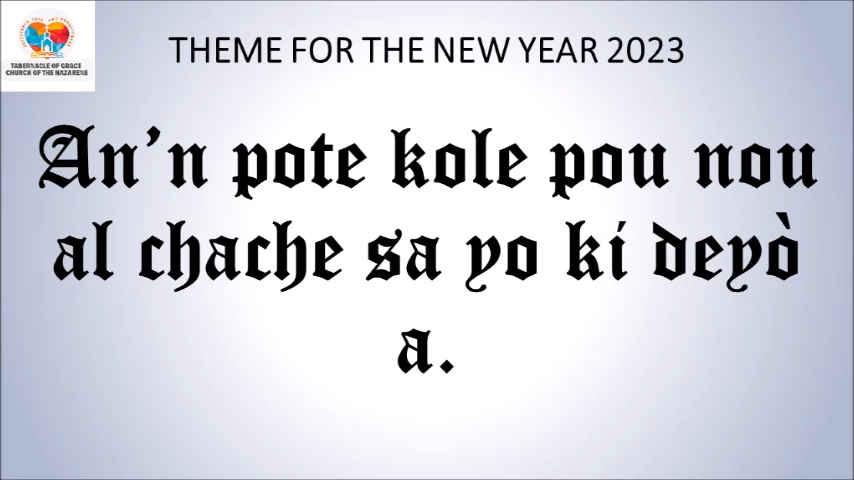 TABERNACLE OF GRACE
CHURCH OF THE NAZARENE
THEME FOR THE NEW YEAR 2023
An'n pote kole pou nou
al chache sa yo ki deyò
a.